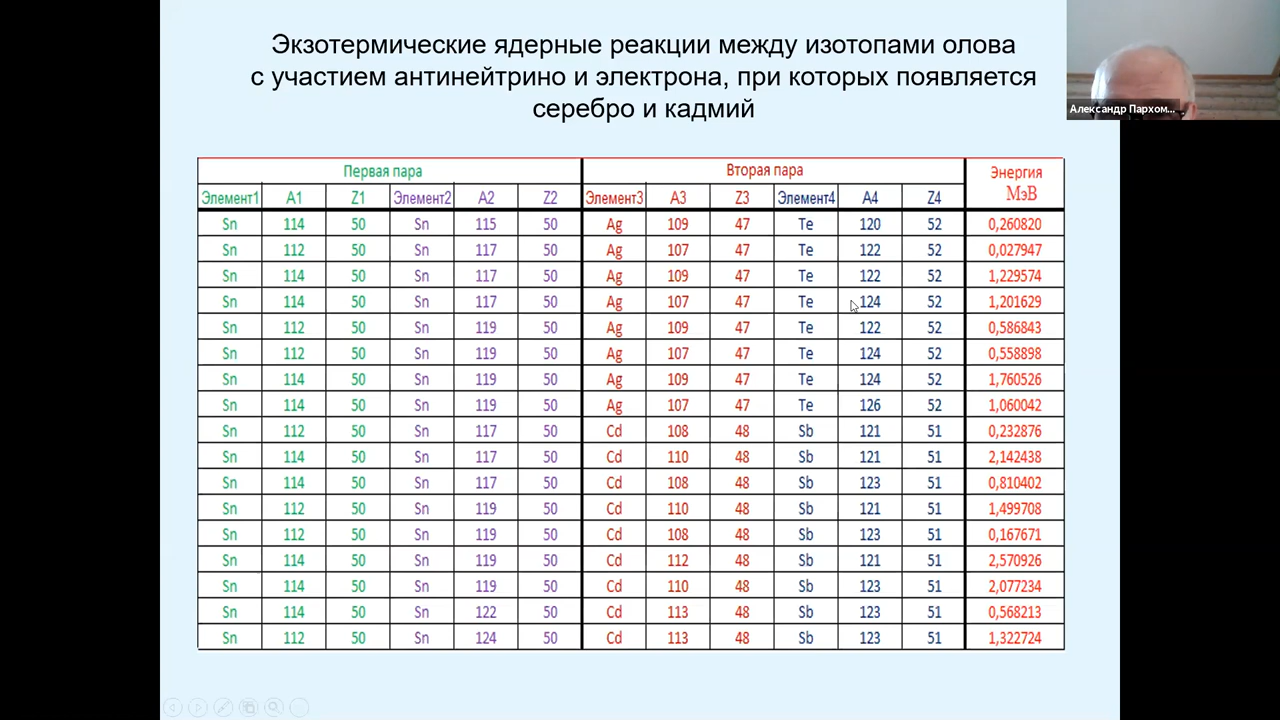 Экзотермические ядерные реакции между изотопами олова
с участием антинейтрино и электрона, при которых появляется
серебро и кадмий
Александр Пархом...
Первая пара Вторая пара Энергия МэВ
Элемент1 A1 Z1 Элемент2 A2 Z2 Элемент3 A3 Z3 Элемент4 A4 Z4
Sn 114 50 Sn 115 50 Ag 109 47 Te 120 52 0,260820
Sn 112 50 Sn 117 50 Ag 107 47 Te 122 52 0,027947
Sn 114 50 Sn 117 50 Ag 109 47 Te 122 52 1,229574
Sn 114 50 Sn 117 50 Ag 107 47 Te 124 52 1,201629
Sn 112 50 Sn 119 50 Ag 109 47 Te 122 52 0,586843
Sn 112 50 Sn 119 50 Ag 107 47 Te 124 52 0,558898
Sn 114 50 Sn 119 50 Ag 109 47 Te 124 52 1,760526
Sn 114 50 Sn 119 50 Ag 107 47 Te 126 52 1,060042
Sn 112 50 Sn 117 50 Cd 108 48 Sb 121 51 0,232876
Sn 114 50 Sn 117 50 Cd 110 48 Sb 121 51 2,142438
Sn 114 50 Sn 117 50 Cd 108 48 Sb 123 51 0,810402
Sn 112 50 Sn 119 50 Cd 110 48 Sb 121 51 1,499708
Sn 112 50 Sn 119 50 Cd 108 48 Sb 123 51 0,167671
Sn 114 50 Sn 119 50 Cd 112 48 Sb 121 51 2,570926
Sn 114 50 Sn 119 50 Cd 110 48 Sb 123 51 2,077234
Sn 114 50 Sn 122 50 Cd 113 48 Sb 123 51 0,568213
Sn 112 50 Sn 124 50 Cd 113 48 Sb 123 51 1,322724